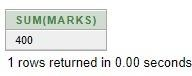 SUM(MARKS)
400
1 rows returned in 0.00 seconds